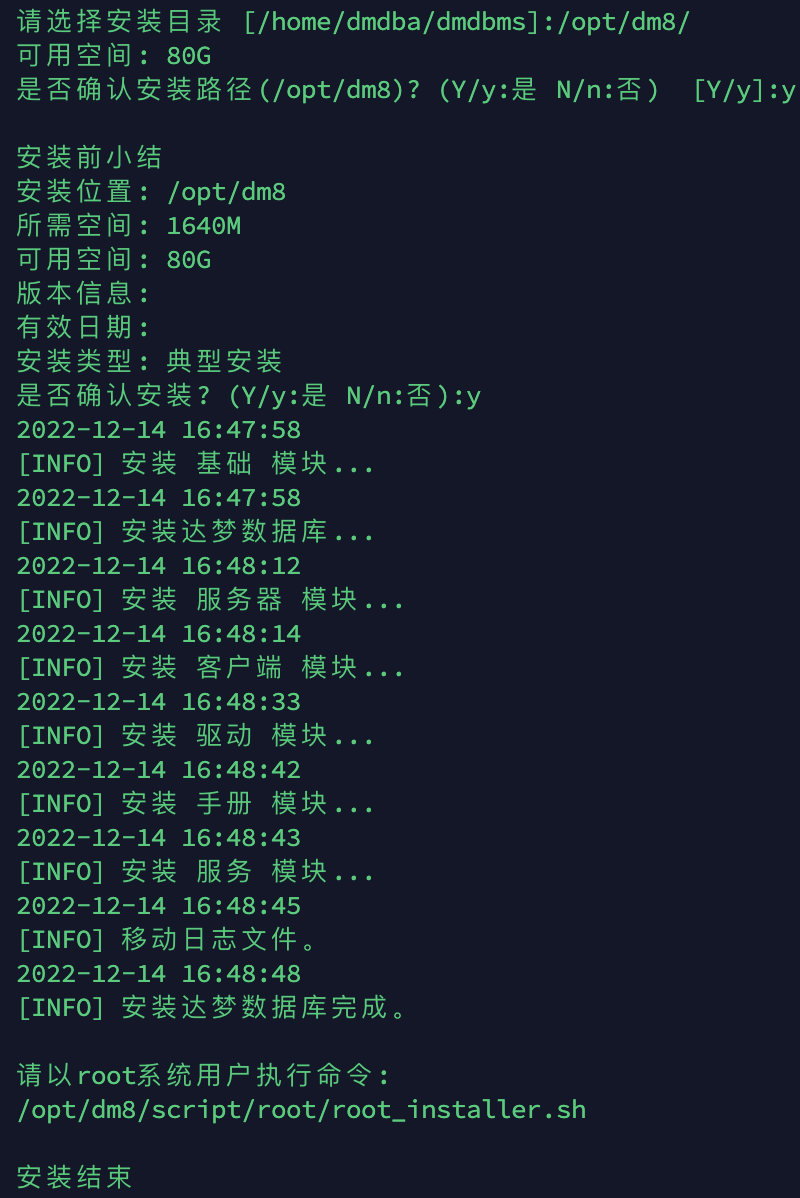 请选择安装目录 [/home/dmdba/dmdbms]:/opt/dm8/
可用空间: 80G
是否确认安装路径(/opt/dm8)? (Y/y:是 N/n:否)  [Y/y]:y
安装前小结
安装位置: /opt/dm8
所需空间: 1640M
可用空间: 80G
版本信息:
有效日期:
安装类型: 典型安装
是否确认安装? (Y/y:是 N/n:否):y
2022-12-14 16:47:58
[INFO] 安装 基础 模块...
2022-12-14 16:47:58
[INFO] 安装达梦数据库...
2022-12-14 16:48:12
[INFO] 安装 服务器 模块...
2022-12-14 16:48:14
[INFO] 安装 客户端 模块...
2022-12-14 16:48:33
[INFO] 安装 驱动 模块...
2022-12-14 16:48:42
[INFO] 安装 手册 模块...
2022-12-14 16:48:43
[INFO] 安装 服务 模块...
2022-12-14 16:48:45
[INFO] 移动日志文件。
2022-12-14 16:48:48
[INFO] 安装达梦数据库完成。
请以root系统用户执行命令:
/opt/dm8/script/root/root_installer.sh
安装结束